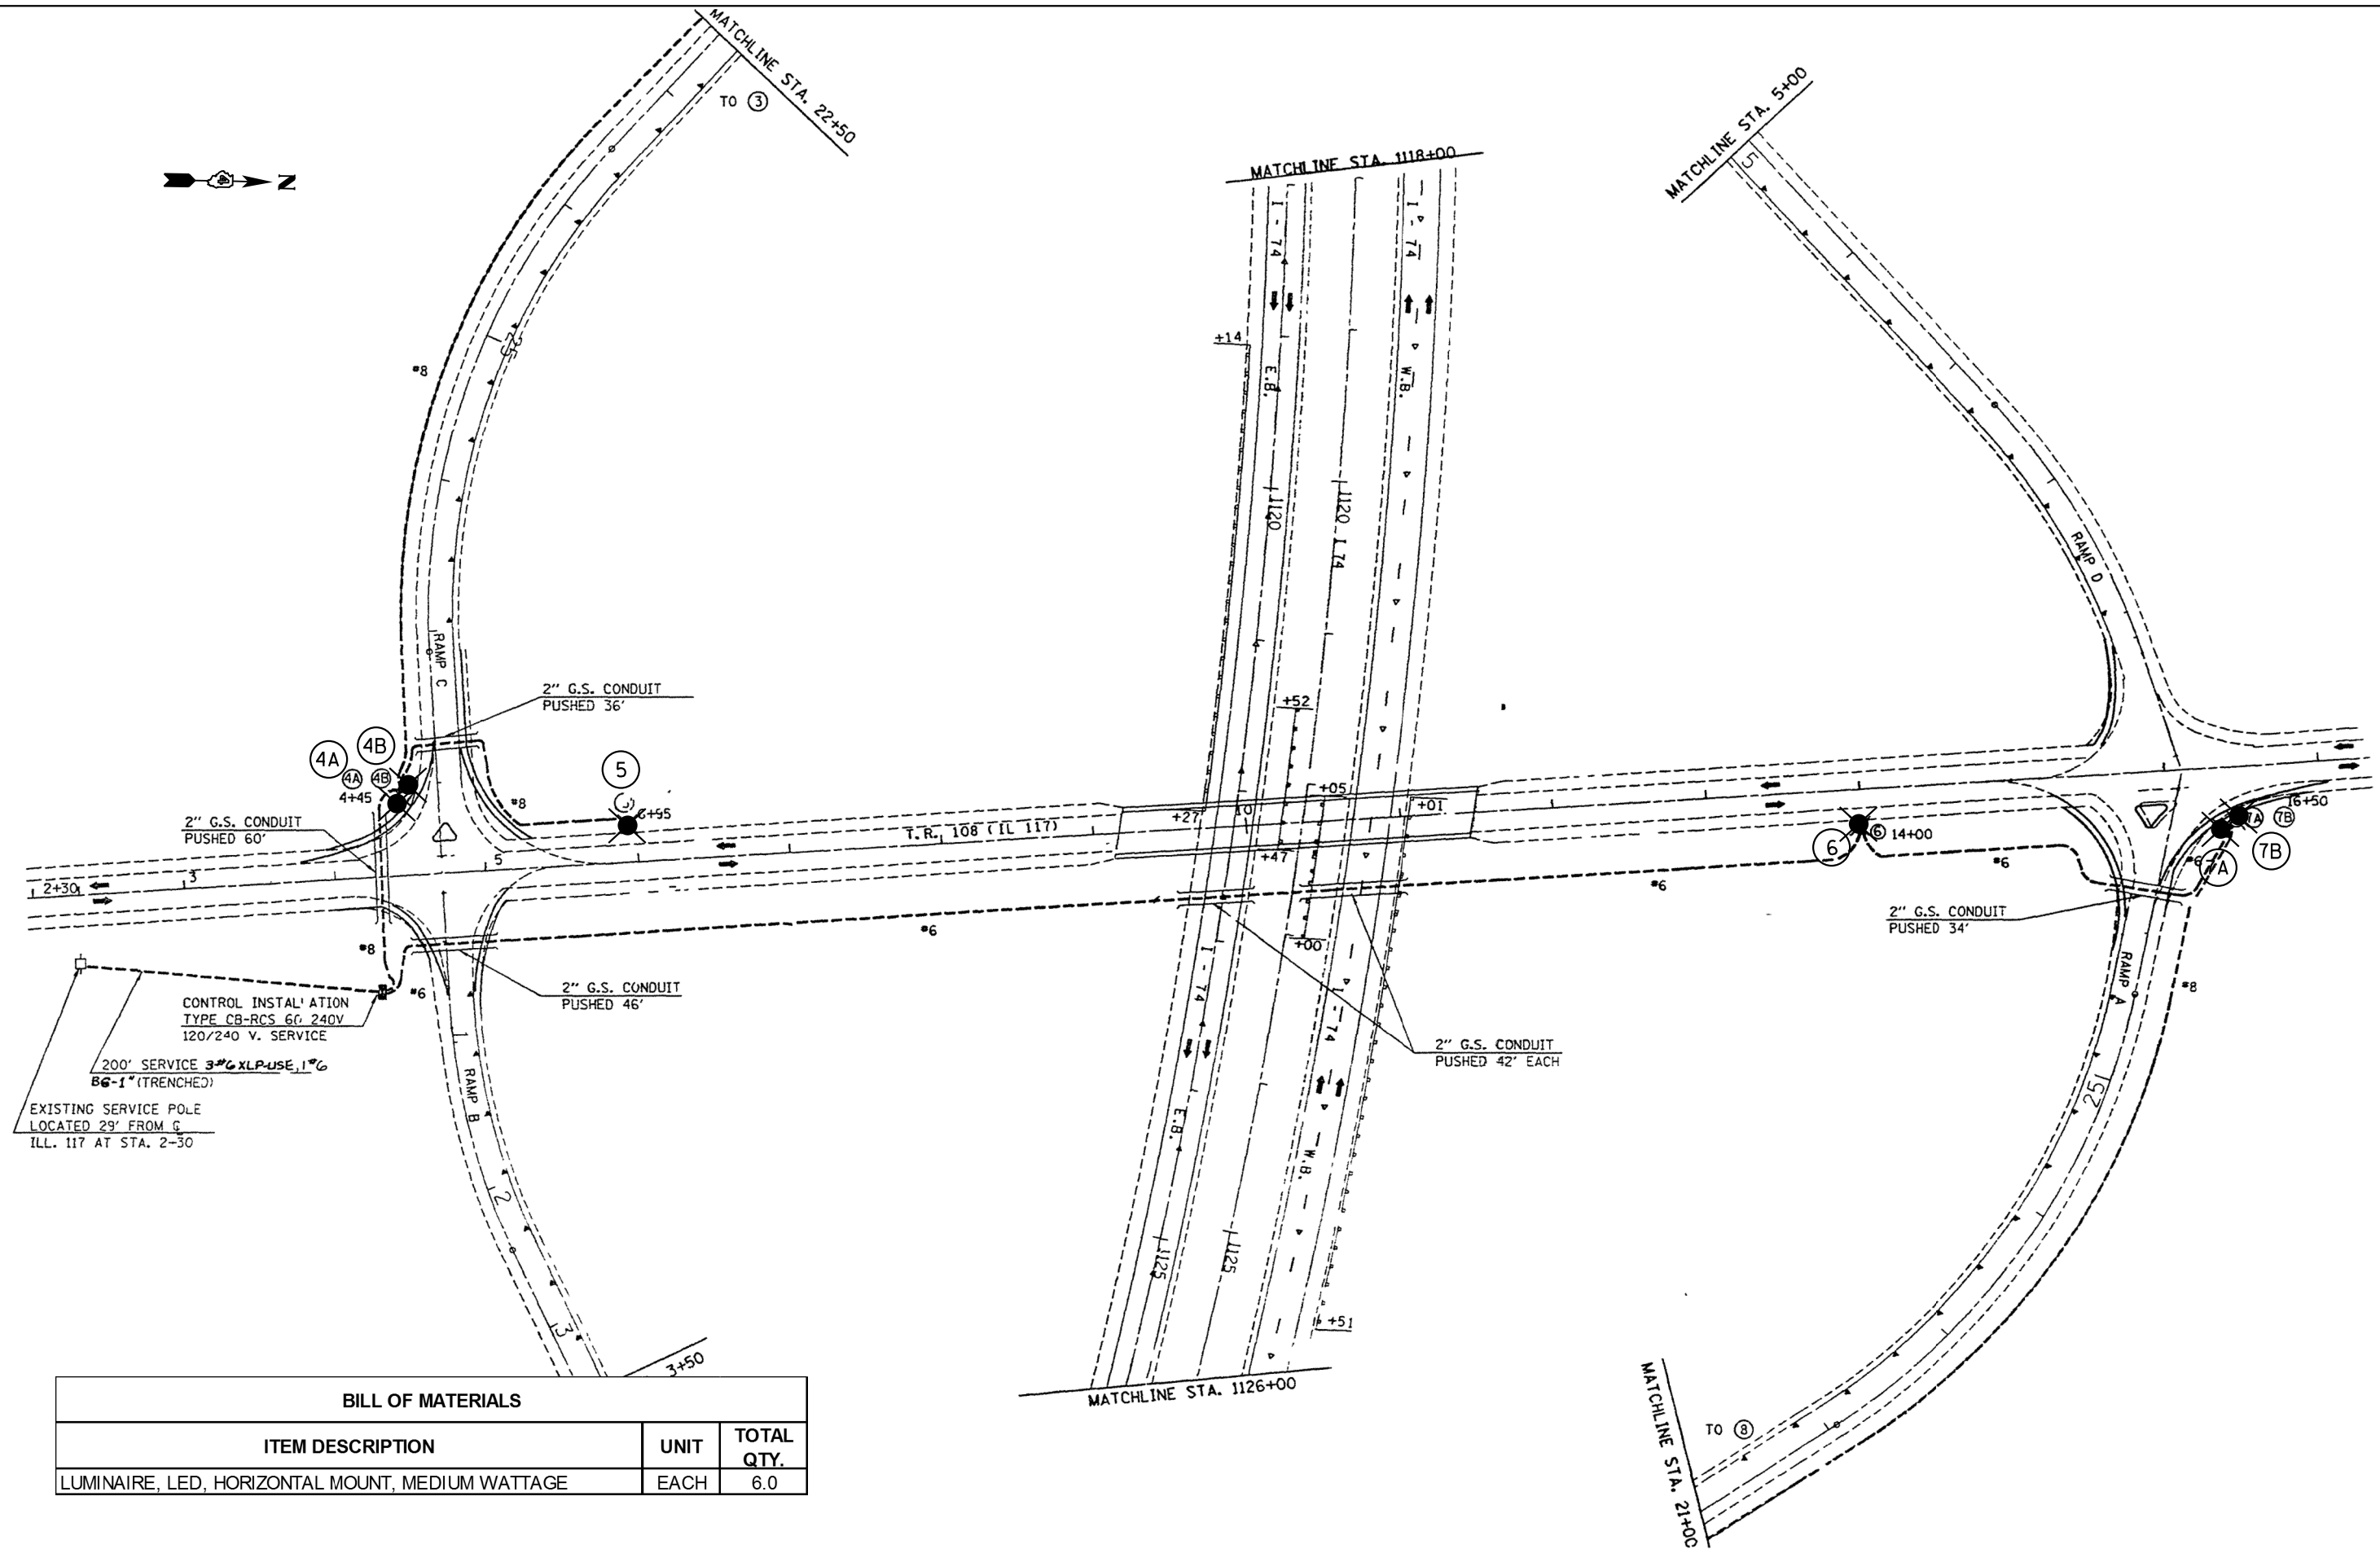 MATCHLINE STA. 22+50
TO 3
N
MATCHLINE STA. 5+00
5
MATCHLINE STA. 1118+00
I - 74
I - 74
+14
E.B.
W.B.
#8
25
1120
1120 I 74
RAMP D
RAMP C
2" G.S. CONDUIT
PUSHED 36'
+52
4A
4B
4A
4B
4+45
5
6+95
#8
2" G.S. CONDUIT
PUSHED 60'
+05
+01
+27
10
T.R. 108 (IL 117)
+47
6
6 14+00
16+50
7A
7B
7B
7A
#6
#6
#6
2+30
3
5
#6
#8
#6
2" G.S. CONDUIT
PUSHED 34'
+00
I - 74
I - 74
RAMP A
#8
CONTROL INSTALLATION
TYPE CB-RCS 60 240V
120/240 V. SERVICE
2" G.S. CONDUIT
PUSHED 46'
2" G.S. CONDUIT
PUSHED 42' EACH
200' SERVICE 3#6 XLP-USE, 1#6
BG-1" (TRENCHED)
EXISTING SERVICE POLE
LOCATED 29' FROM ℄
ILL. 117 AT STA. 2-30
1
RAMP B
2
3
3+50
E.B.
W.B.
25
1125
1125
+51
MATCHLINE STA. 1126+00
TO 8
MATCHLINE STA. 21+00
BILL OF MATERIALS
ITEM DESCRIPTION UNIT TOTAL QTY.
LUMINAIRE, LED, HORIZONTAL MOUNT, MEDIUM WATTAGE EACH 6.0